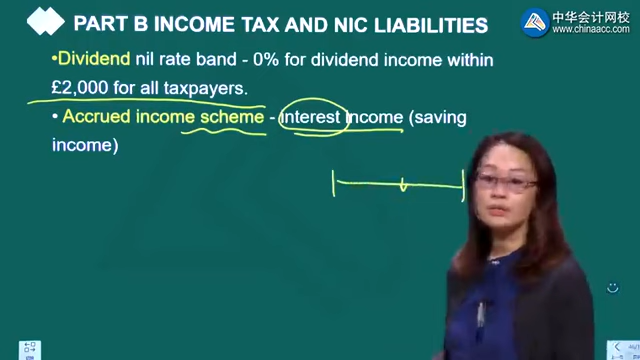 中华会计网校
www.chinaacc.com
PART B INCOME TAX AND NIC LIABILITIES
•Dividend nil rate band - 0% for dividend income within
£2,000 for all taxpayers.
• Accrued income scheme - interest income (saving
income)